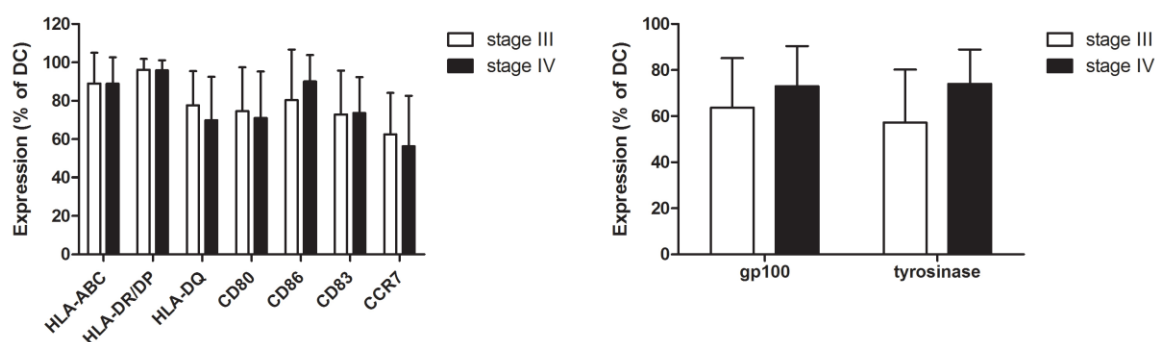 Expression (% of DC)
120
100
80
60
40
20
0
HLA-ABC
HLA-DR/DP
HLA-DQ
CD80
CD86
CD83
CCR7
stage III
stage IV
Expression (% of DC)
100
80
60
40
20
0
gp100
tyrosinase
stage III
stage IV